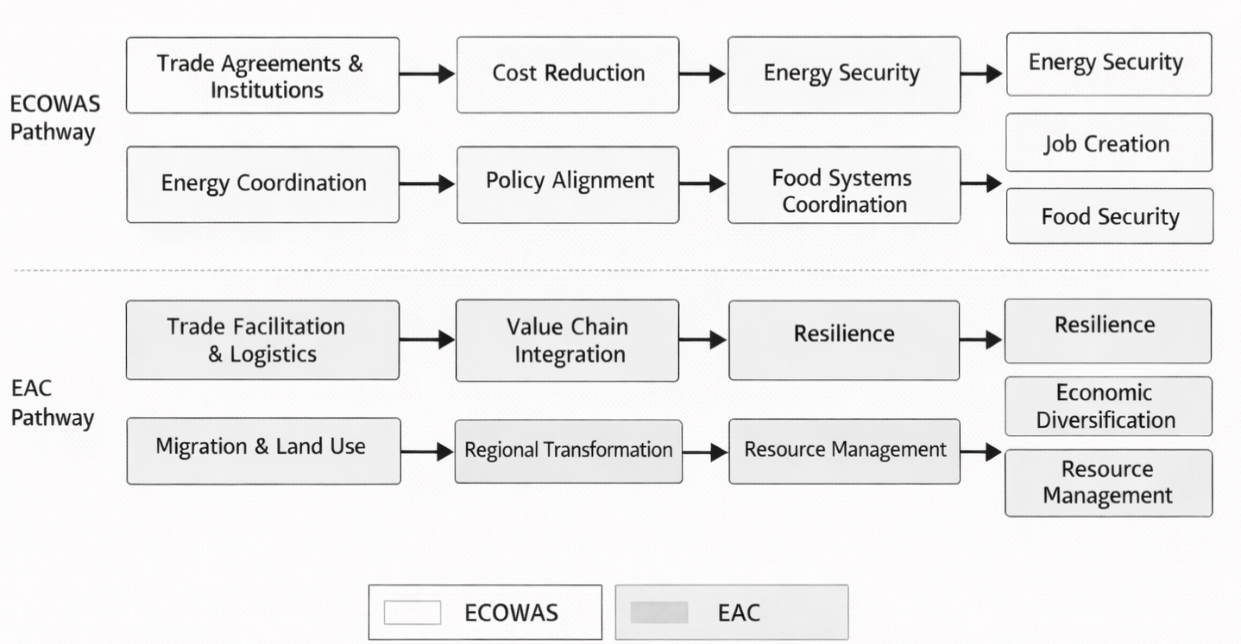 ECOWAS
Pathway
Trade Agreements &
Institutions
Cost Reduction
Energy Security
Energy Security
Job Creation
Energy Coordination
Policy Alignment
Food Systems
Coordination
Food Security
EAC
Pathway
Trade Facilitation
& Logistics
Value Chain
Integration
Resilience
Resilience
Economic
Diversification
Migration & Land Use
Regional Transformation
Resource Management
Resource
Management
ECOWAS
EAC